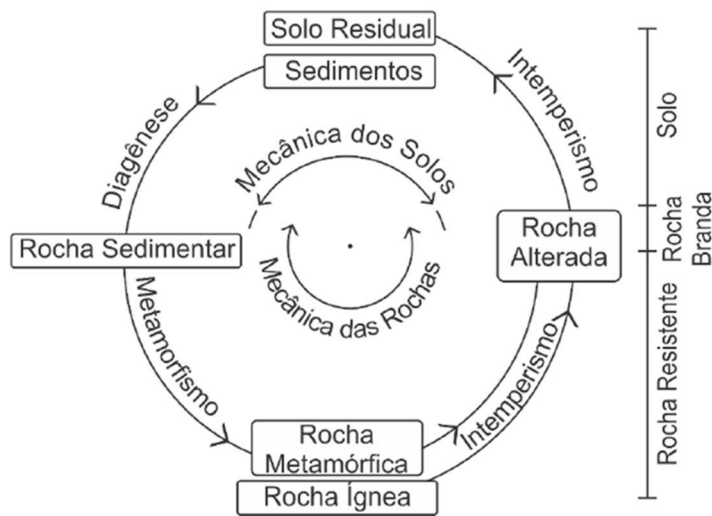 Solo Residual
Sedimentos
Intemperismo
Solo
Diagênese
Mecânica dos Solos
Rocha Sedimentar
Rocha
Alterada
Rocha
Branda
Mecânica das Rochas
Metamorfismo
Intemperismo
Rocha Resistente
Rocha
Metamórfica
Rocha Ígnea